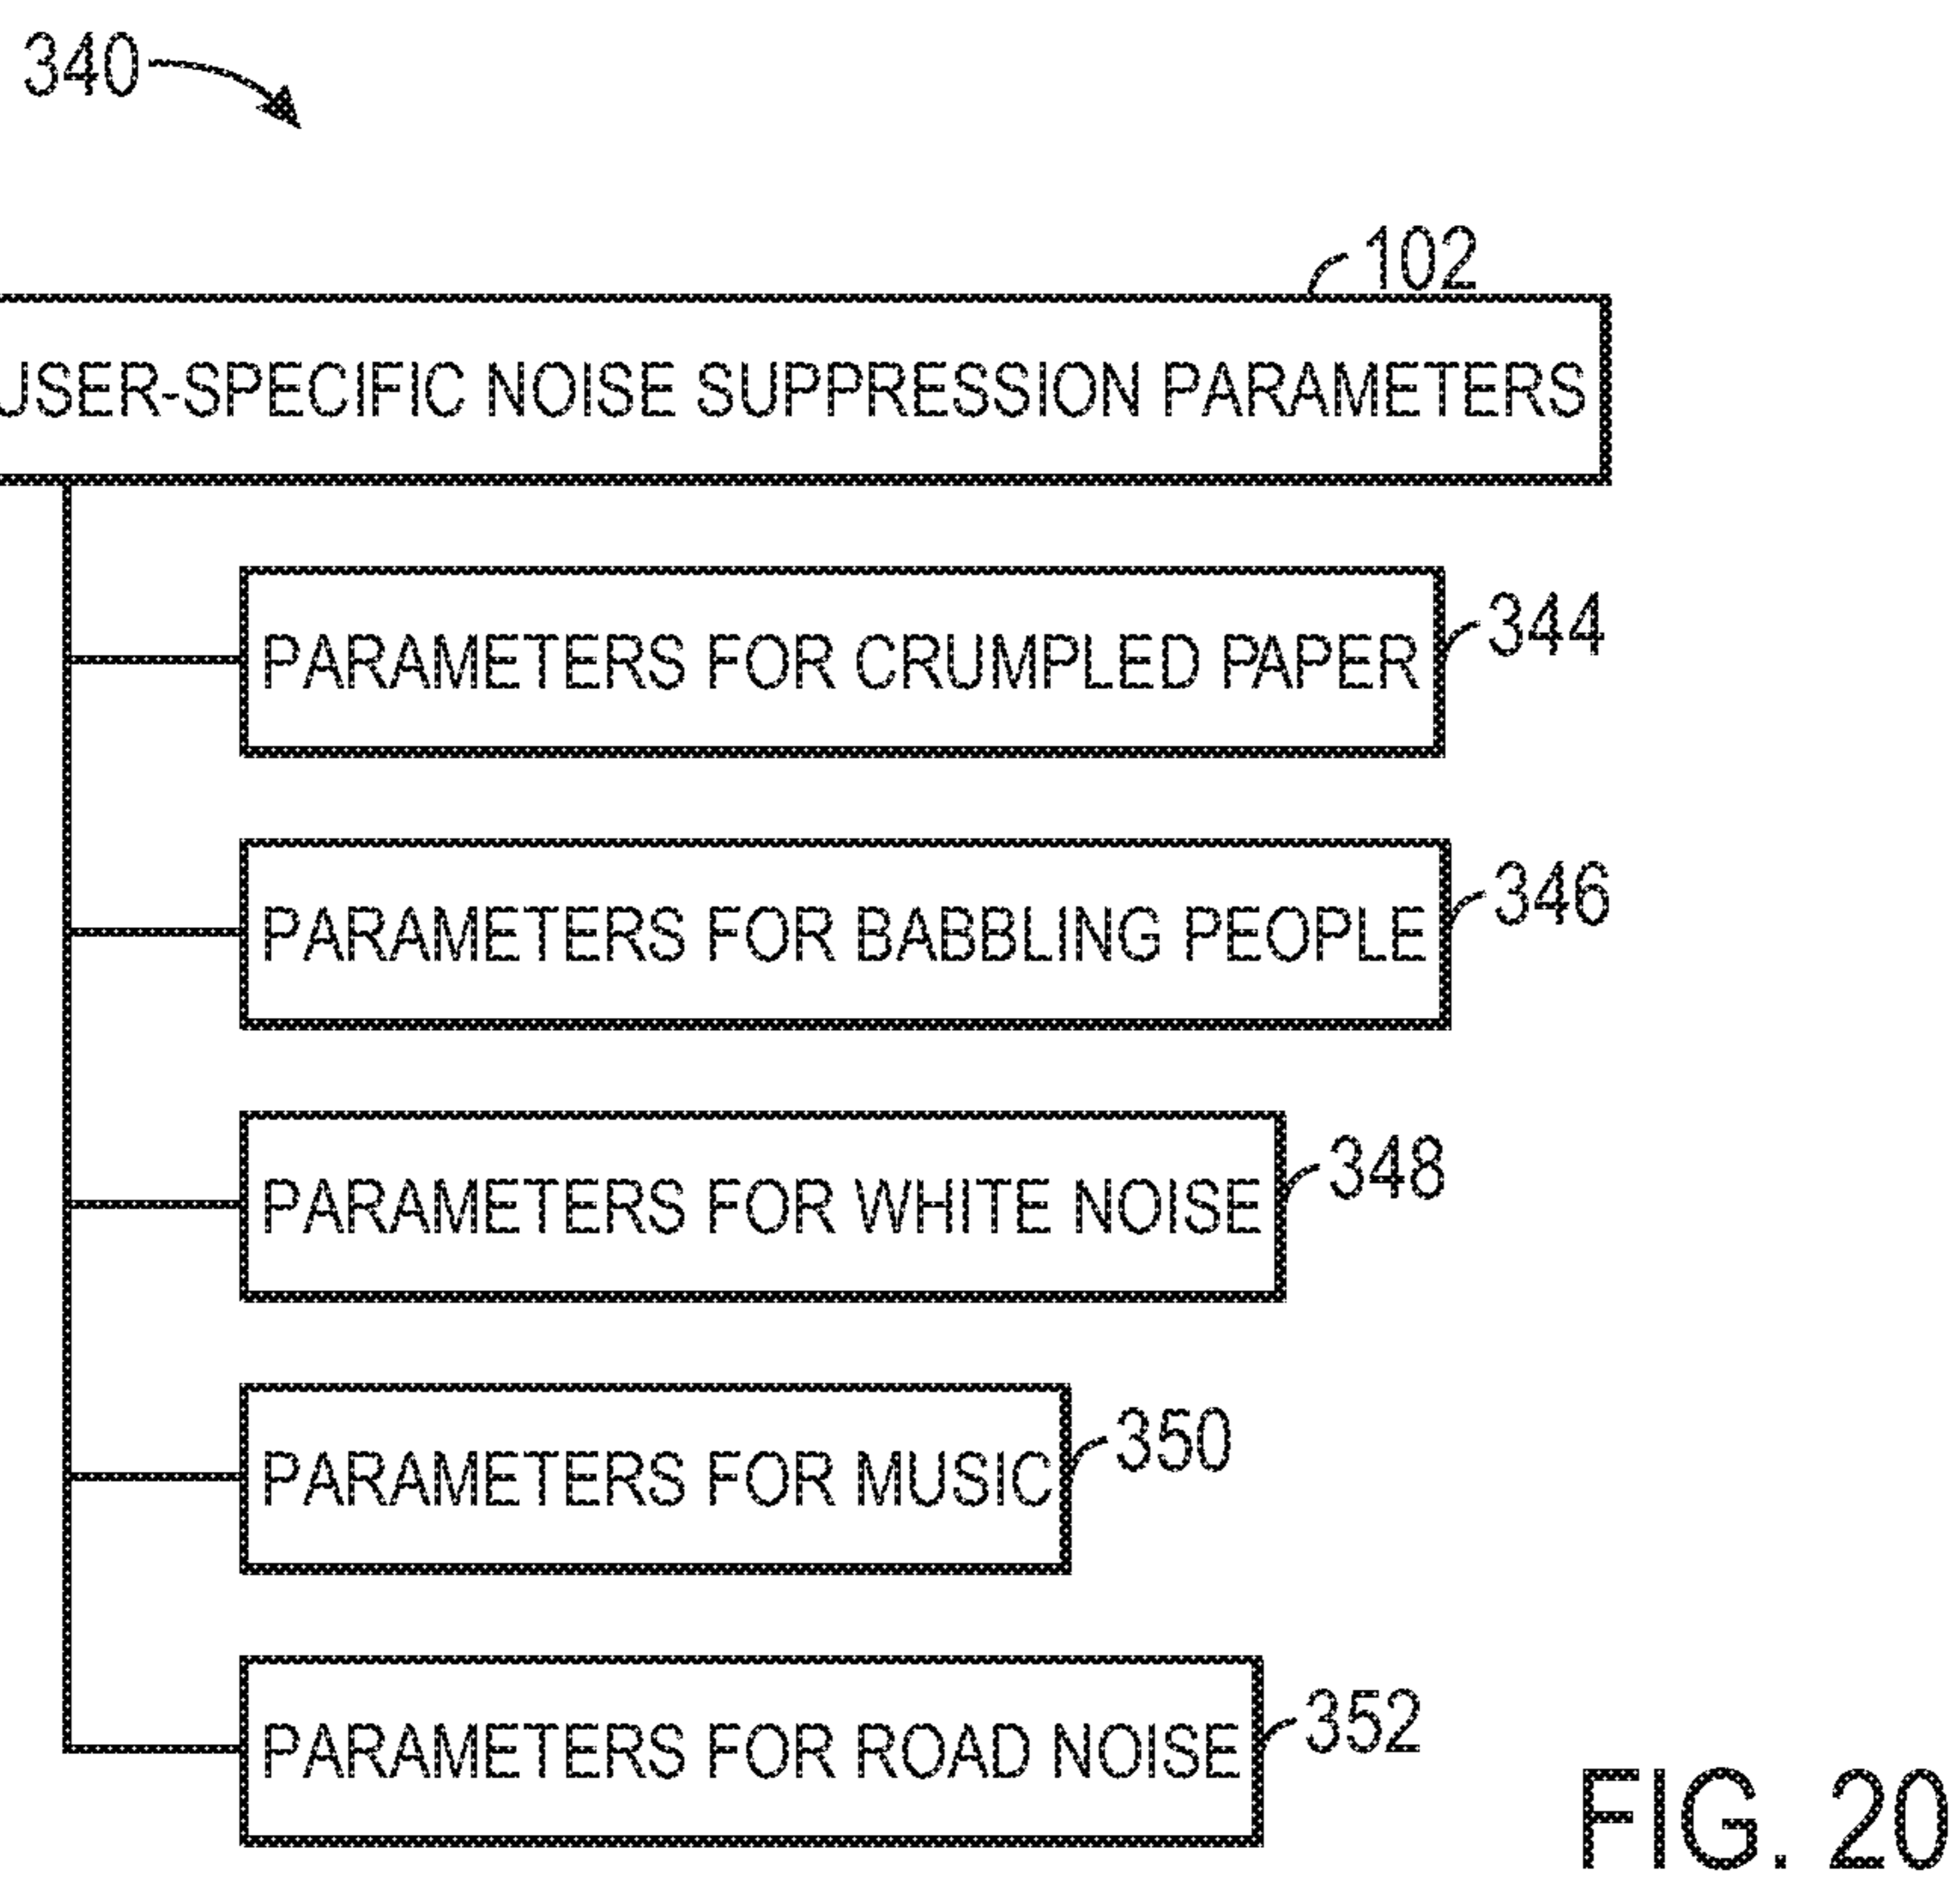 340
102
USER-SPECIFIC NOISE SUPPRESSION PARAMETERS
PARAMETERS FOR CRUMPLED PAPER
344
PARAMETERS FOR BABBLING PEOPLE
346
PARAMETERS FOR WHITE NOISE
348
PARAMETERS FOR MUSIC
350
PARAMETERS FOR ROAD NOISE
352
FIG. 20